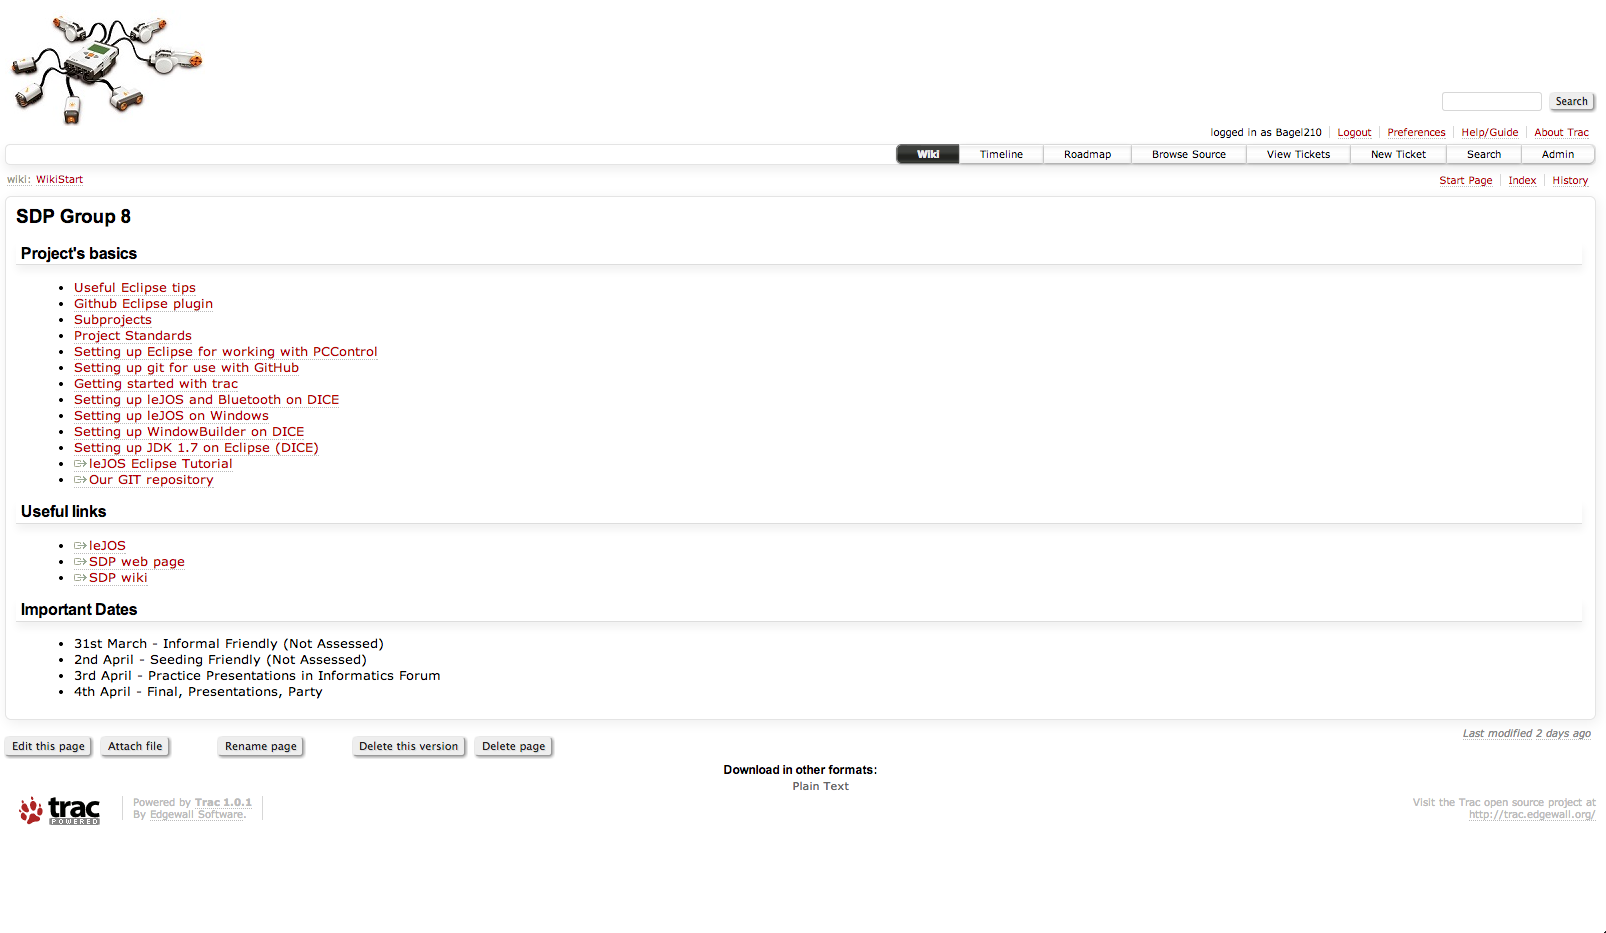 Search
logged in as Bagel210 Logout Preferences Help/Guide About Trac
Wiki Timeline Roadmap Browse Source View Tickets New Ticket Search Admin
wiki: WikiStart
Start Page Index History
SDP Group 8
Project's basics
Useful Eclipse tips
Github Eclipse plugin
Subprojects
Project Standards
Setting up Eclipse for working with PCControl
Setting up git for use with GitHub
Getting started with trac
Setting up leJOS and Bluetooth on DICE
Setting up leJOS on Windows
Setting up WindowBuilder on DICE
Setting up JDK 1.7 on Eclipse (DICE)
leJOS Eclipse Tutorial
Our GIT repository
Useful links
leJOS
SDP web page
SDP wiki
Important Dates
31st March - Informal Friendly (Not Assessed)
2nd April - Seeding Friendly (Not Assessed)
3rd April - Practice Presentations in Informatics Forum
4th April - Final, Presentations, Party
Last modified 2 days ago
Edit this page Attach file Rename page Delete this version Delete page
Download in other formats:
Plain Text
trac
POWERED
Powered by Trac 1.0.1
By Edgewall Software.
Visit the Trac open source project at
http://trac.edgewall.org/